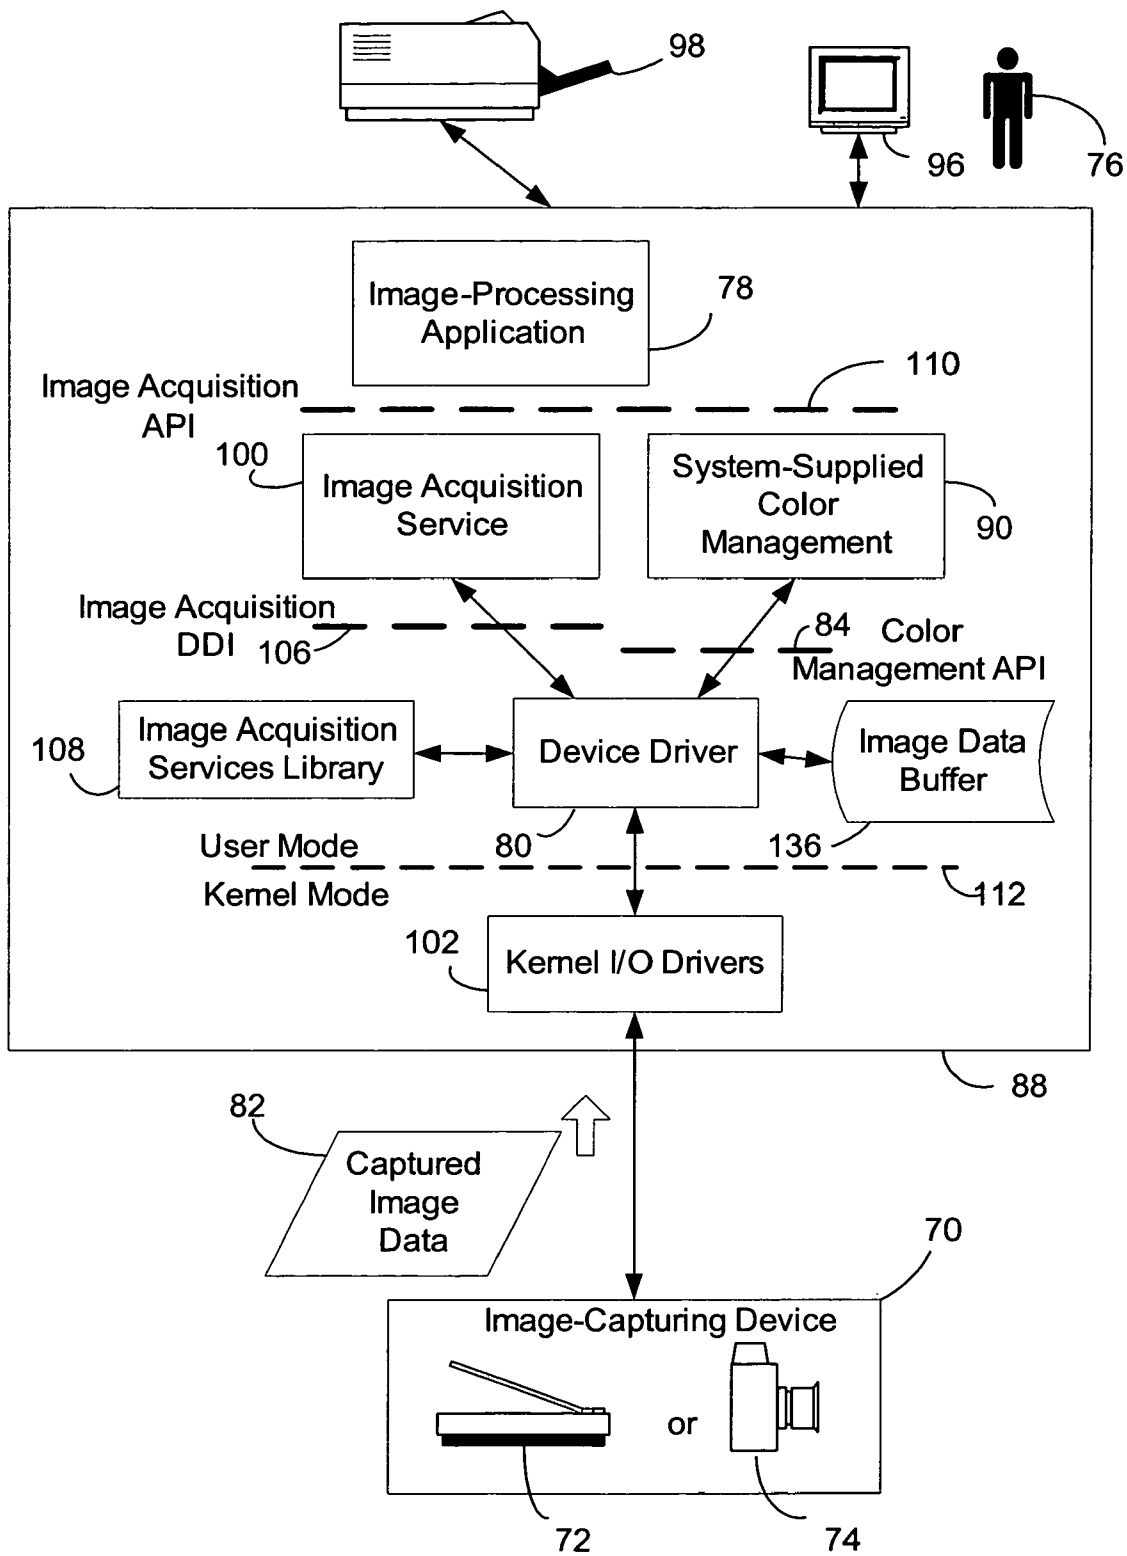 98
96
76
Image-Processing
Application
78
Image Acquisition
API
110
100
Image Acquisition
Service
System-Supplied
Color
Management
90
Image Acquisition
DDI
106
84
Color
Management API
108
Image Acquisition
Services Library
Device Driver
Image Data
Buffer
User Mode
80
136
Kernel Mode
112
102
Kernel I/O Drivers
88
82
Captured
Image
Data
70
Image-Capturing Device
or
72
74